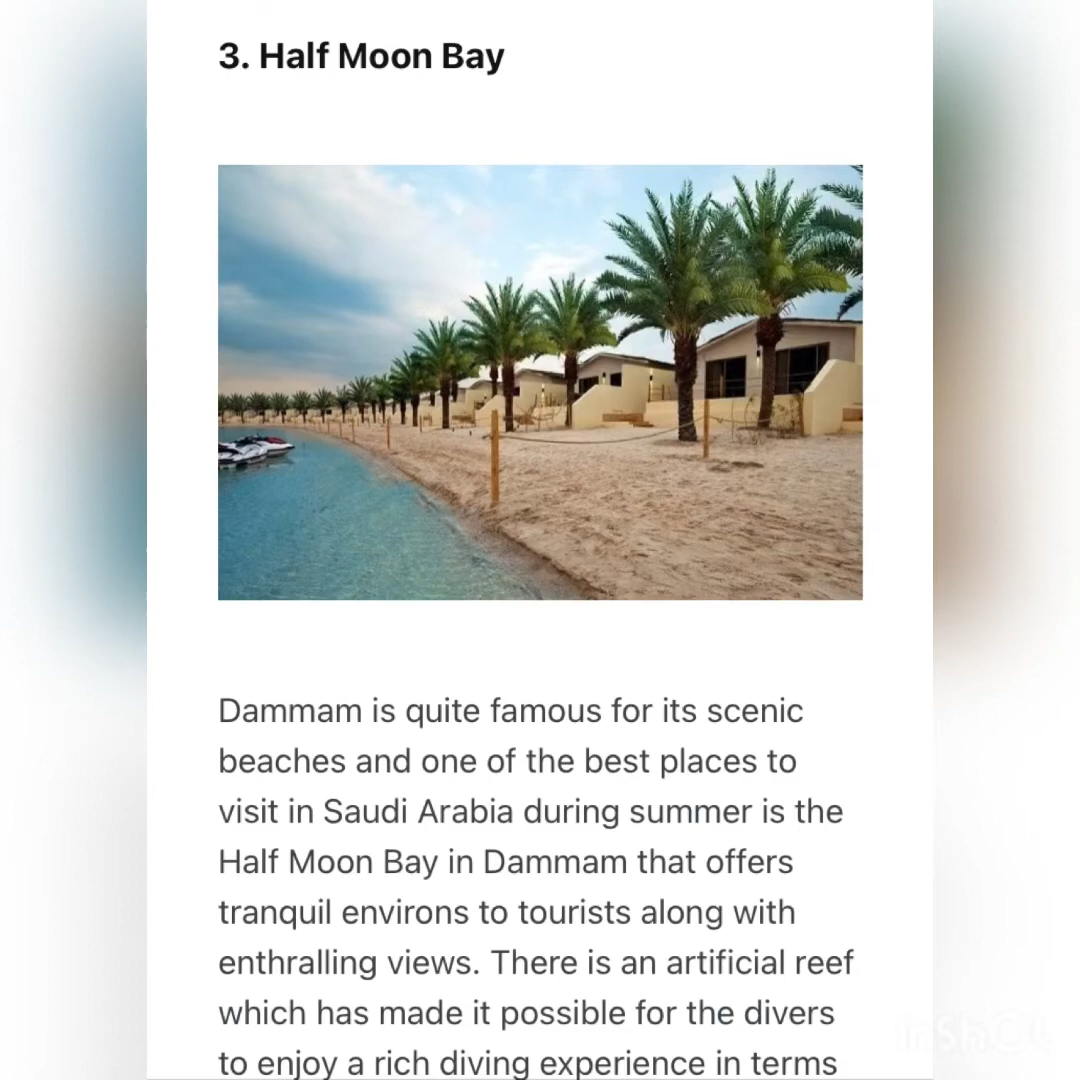 3. Half Moon Bay
Dammam is quite famous for its scenic
beaches and one of the best places to
visit in Saudi Arabia during summer is the
Half Moon Bay in Dammam that offers
tranquil environs to tourists along with
enthralling views. There is an artificial reef
which has made it possible for the divers
to enjoy a rich diving experience in terms